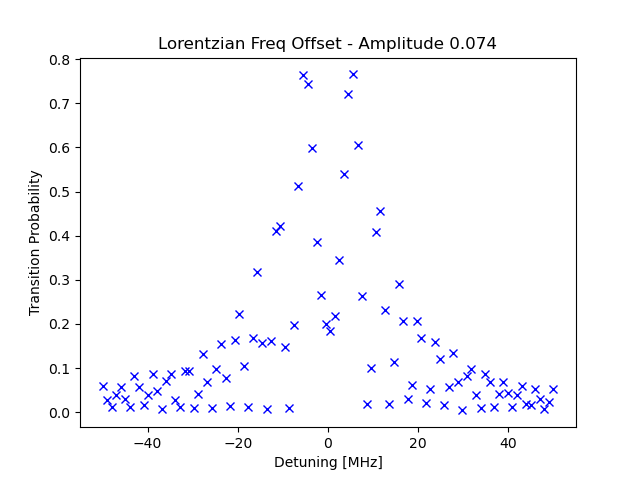 Lorentzian Freq Offset - Amplitude 0.074
0.8
0.7
0.6
0.5
0.4
0.3
0.2
0.1
0.0
Transition Probability
−40 −20 0 20 40
Detuning [MHz]